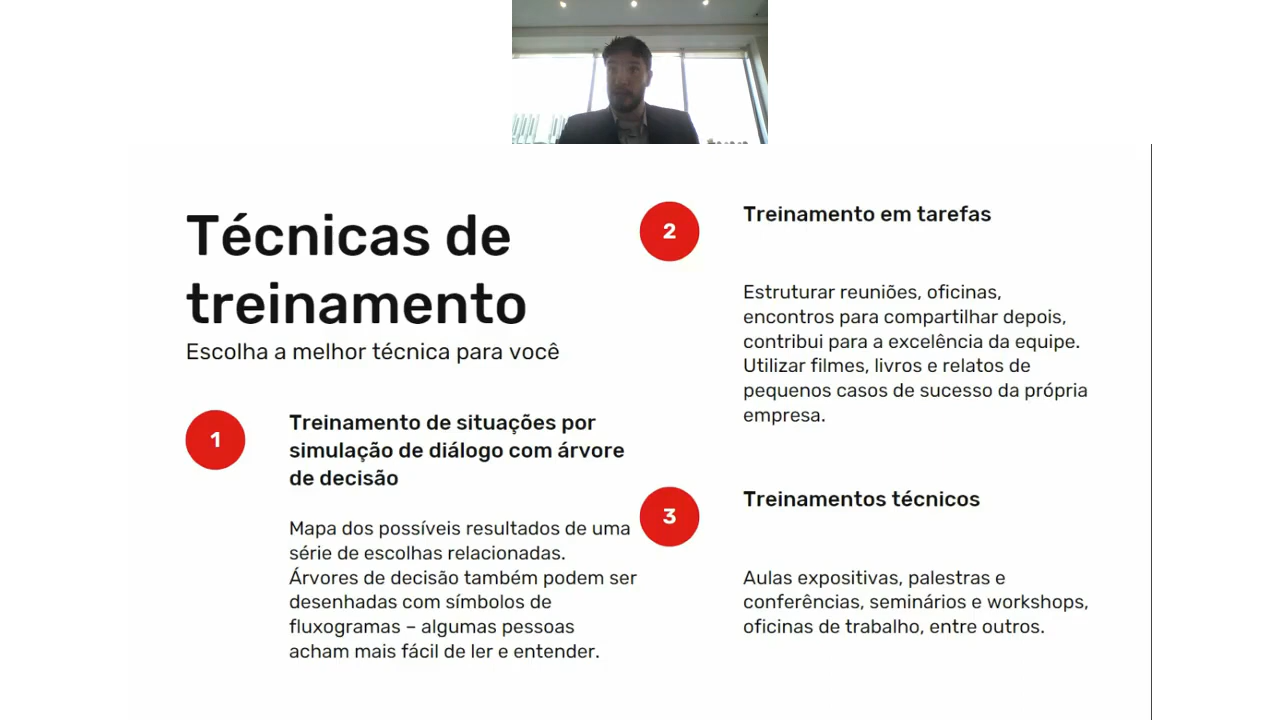 Técnicas de
treinamento
Escolha a melhor técnica para você
1
Treinamento de situações por
simulação de diálogo com árvore
de decisão
Mapa dos possíveis resultados de uma
série de escolhas relacionadas.
Árvores de decisão também podem ser
desenhadas com símbolos de
fluxogramas – algumas pessoas
acham mais fácil de ler e entender.
2
Treinamento em tarefas
Estruturar reuniões, oficinas,
encontros para compartilhar depois,
contribui para a excelência da equipe.
Utilizar filmes, livros e relatos de
pequenos casos de sucesso da própria
empresa.
3
Treinamentos técnicos
Aulas expositivas, palestras e
conferências, seminários e workshops,
oficinas de trabalho, entre outros.